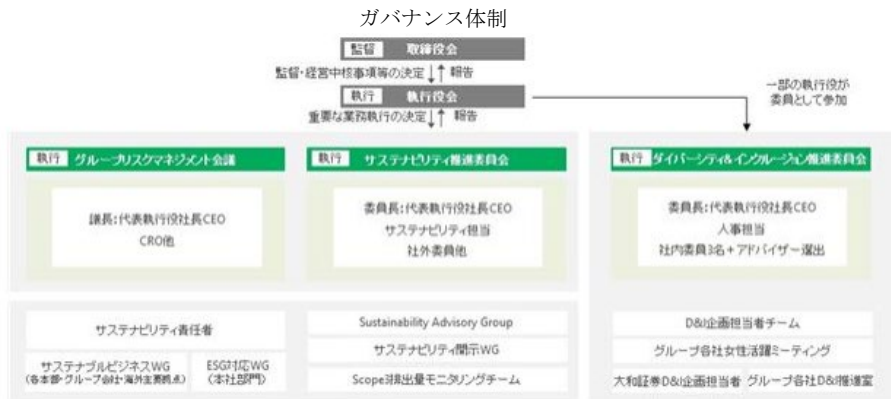 ガバナンス体制
監督 取締役会
監督・経営中核事項等の決定↓↑ 報告
執行 執行役会
重要な業務執行の決定↓↑ 報告
一部の執行役が
委員として参加
執行 グループリスクマネジメント会議
議長:代表執行役社長CEO
CRO他
執行 サステナビリティ推進委員会
委員長:代表執行役社長CEO
サステナビリティ担当
社外委員他
執行 ダイバーシティ&インクルージョン推進委員会
委員長:代表執行役社長CEO
人事担当
社内委員3名+アドバイザー選出
サステナビリティ責任者
サステナブルビジネスWG
(各本部・グループ会社・海外主要拠点)
ESG対応WG
(本社部門)
Sustainability Advisory Group
サステナビリティ開示WG
Scope3排出量モニタリングチーム
D&I企画担当者チーム
グループ各社女性活躍ミーティング
大和証券D&I企画担当者
グループ各社D&I推進室